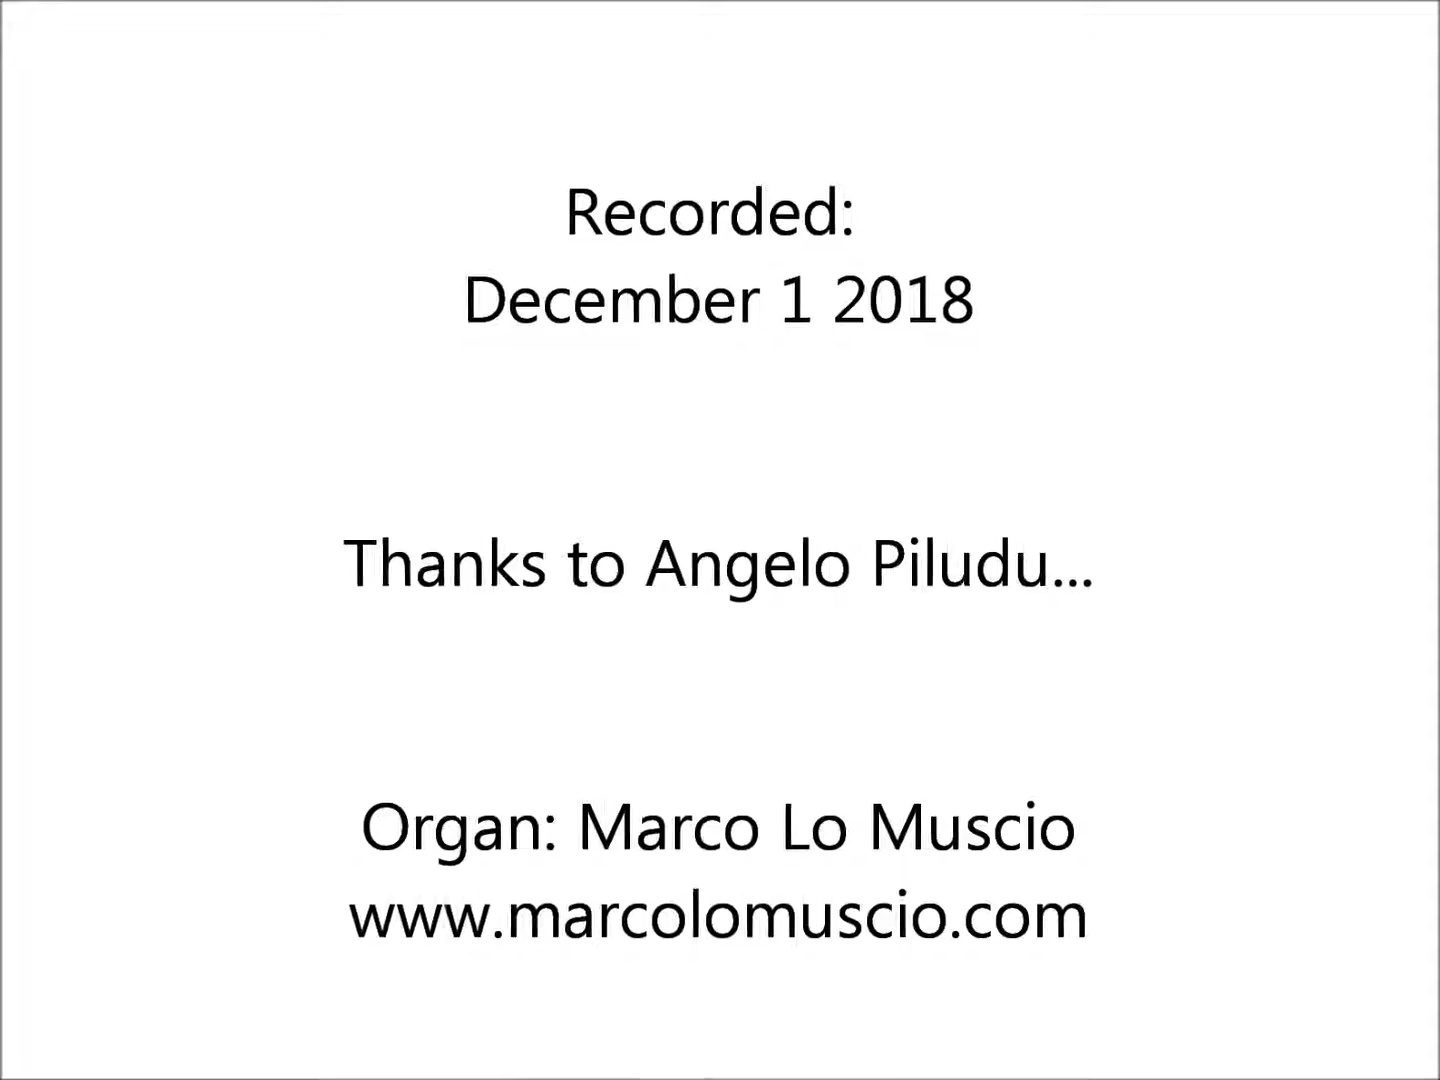 Recorded:
December 1 2018
Thanks to Angelo Piludu...
Organ: Marco Lo Muscio
www.marcolomuscio.com